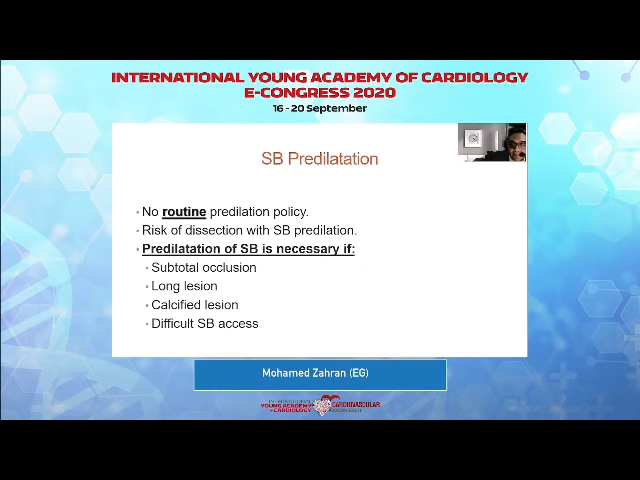 INTERNATIONAL YOUNG ACADEMY OF CARDIOLOGY
E-CONGRESS 2020
16 - 20 September
SB Predilatation
• No routine predilation policy.
• Risk of dissection with SB predilation.
• Predilatation of SB is necessary if:
• Subtotal occlusion
• Long lesion
• Calcified lesion
• Difficult SB access
Mohamed Zahran (EG)
INTERNATIONAL
YOUNG ACADEMY
CARDIOLOGY
CARDIOVASCULAR